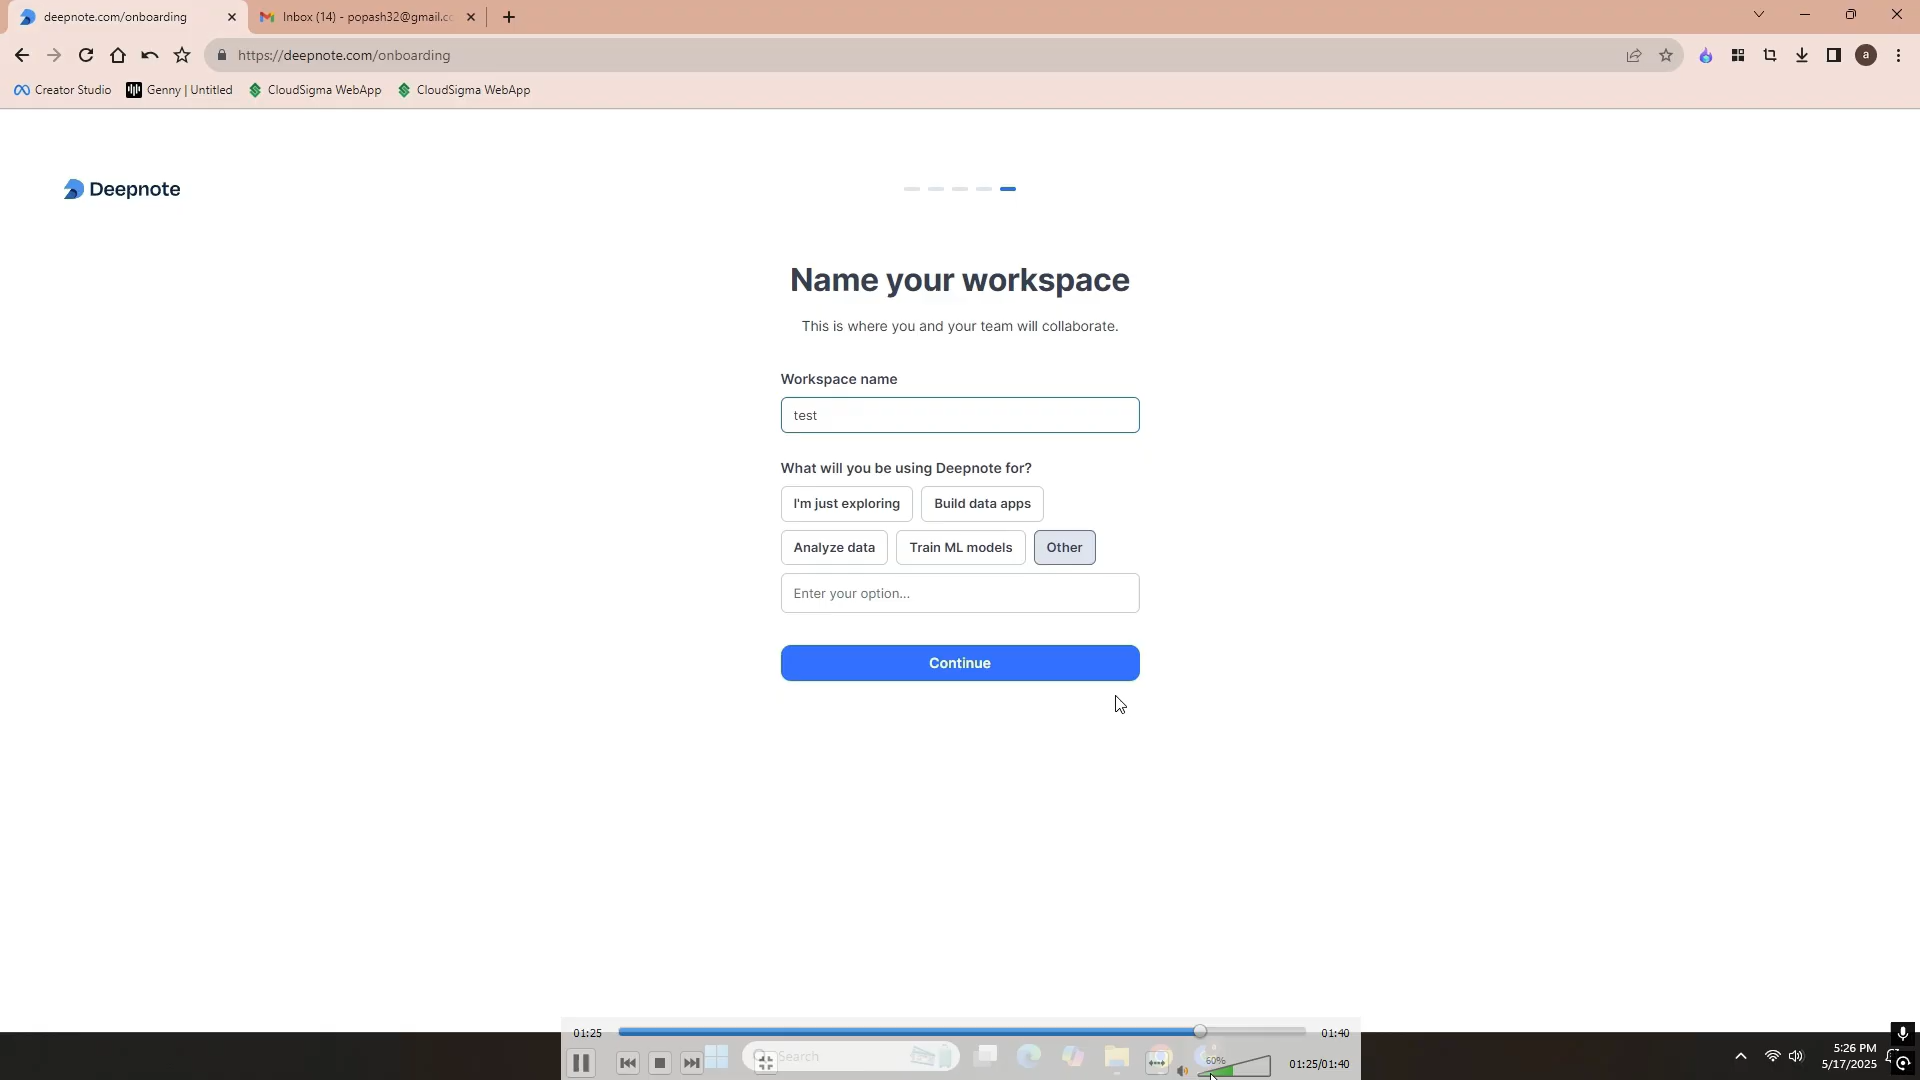 deepnote.com/onboarding
Inbox (14) - popash32@gmail.c
https://deepnote.com/onboarding
a
Creator Studio
Genny | Untitled
CloudSigma WebApp
CloudSigma WebApp
Deepnote
Name your workspace
This is where you and your team will collaborate.
Workspace name
test
What will you be using Deepnote for?
I'm just exploring
Build data apps
Analyze data
Train ML models
Other
Enter your option...
Continue
01:25
01:40
Search
60%
01:25/01:40
5:26 PM
5/17/2025